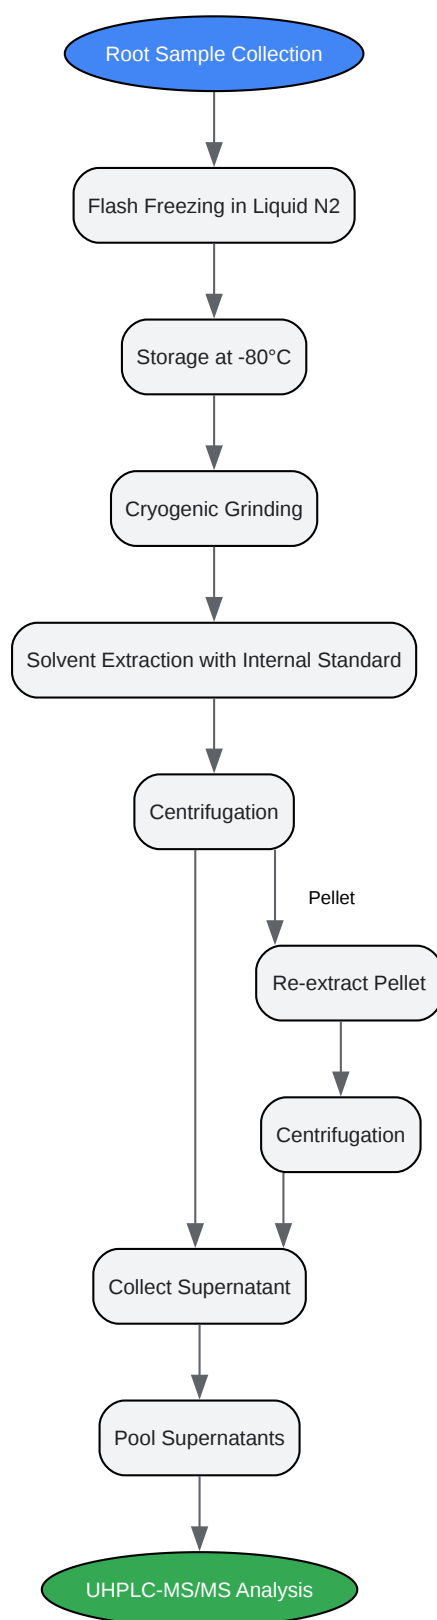 Root Sample Collection
Flash Freezing in Liquid N2
Storage at -80°C
Cryogenic Grinding
Solvent Extraction with Internal Standard
Centrifugation
Pellet
Re-extract Pellet
Centrifugation
Collect Supernatant
Pool Supernatants
UHPLC-MS/MS Analysis